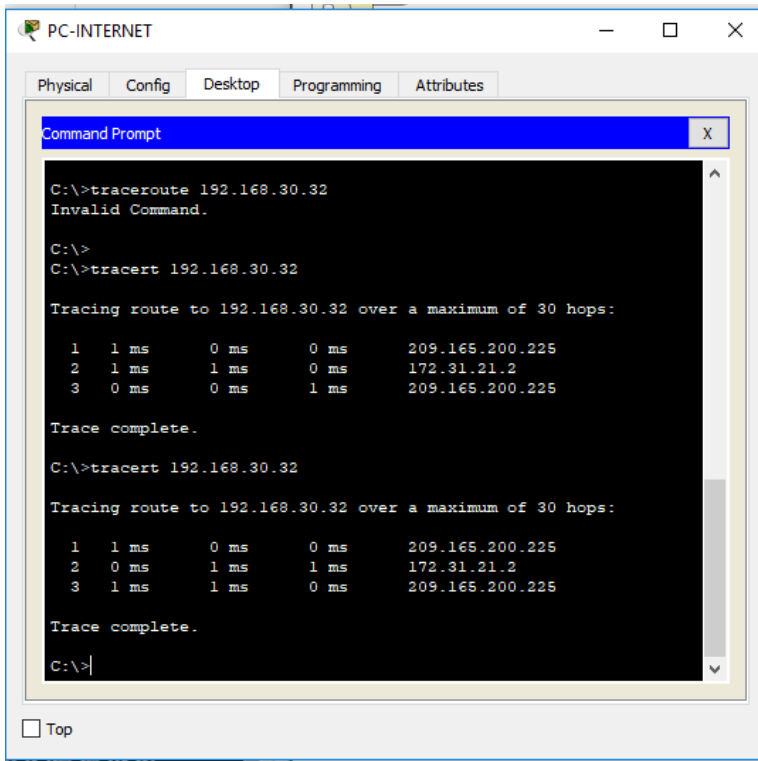 PC-INTERNET
Physical Config Desktop Programming Attributes
Command Prompt X
C:\>traceroute 192.168.30.32
Invalid Command.
C:\>
C:\>tracert 192.168.30.32
Tracing route to 192.168.30.32 over a maximum of 30 hops:
1 1 ms 0 ms 0 ms 209.165.200.225
2 1 ms 1 ms 0 ms 172.31.21.2
3 0 ms 0 ms 1 ms 209.165.200.225
Trace complete.
C:\>tracert 192.168.30.32
Tracing route to 192.168.30.32 over a maximum of 30 hops:
1 1 ms 0 ms 0 ms 209.165.200.225
2 0 ms 1 ms 1 ms 172.31.21.2
3 1 ms 1 ms 0 ms 209.165.200.225
Trace complete.
C:\>
Top